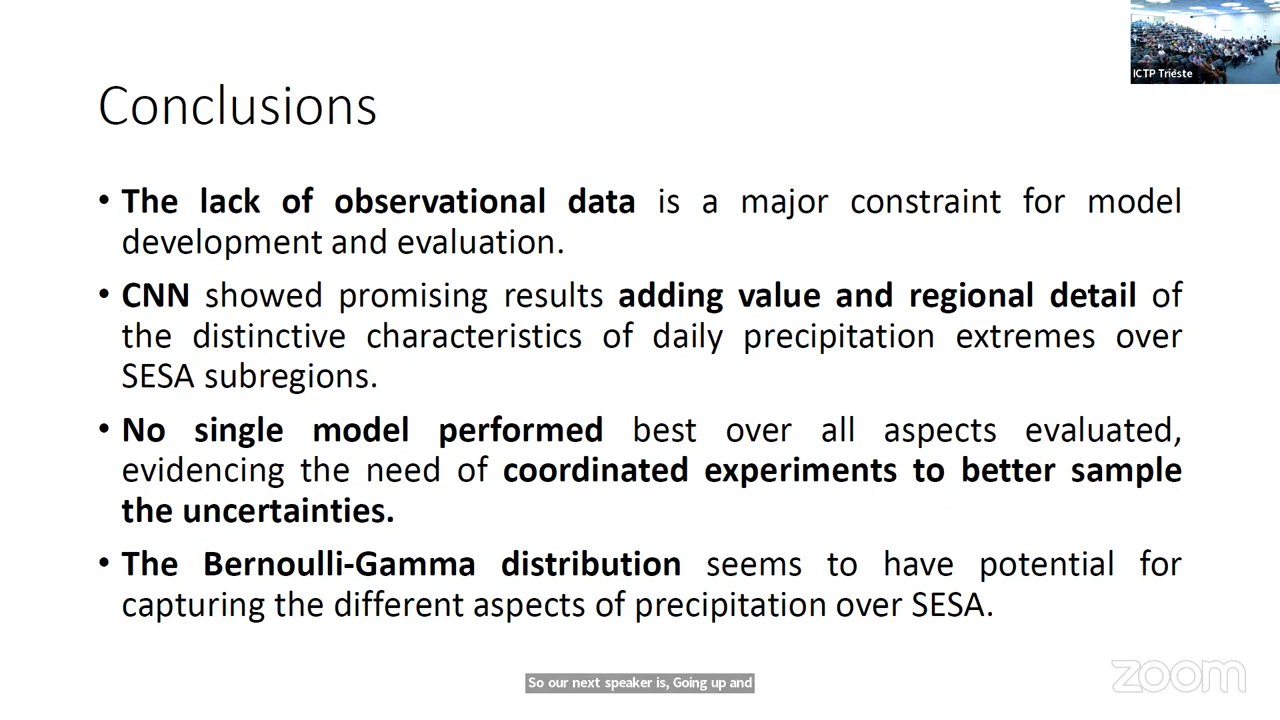 ICTP Trieste
Conclusions
• The lack of observational data is a major constraint for model
development and evaluation.
• CNN showed promising results adding value and regional detail of
the distinctive characteristics of daily precipitation extremes over
SESA subregions.
• No single model performed best over all aspects evaluated,
evidencing the need of coordinated experiments to better sample
the uncertainties.
• The Bernoulli-Gamma distribution seems to have potential for
capturing the different aspects of precipitation over SESA.
So our next speaker is, Going up and
zoom